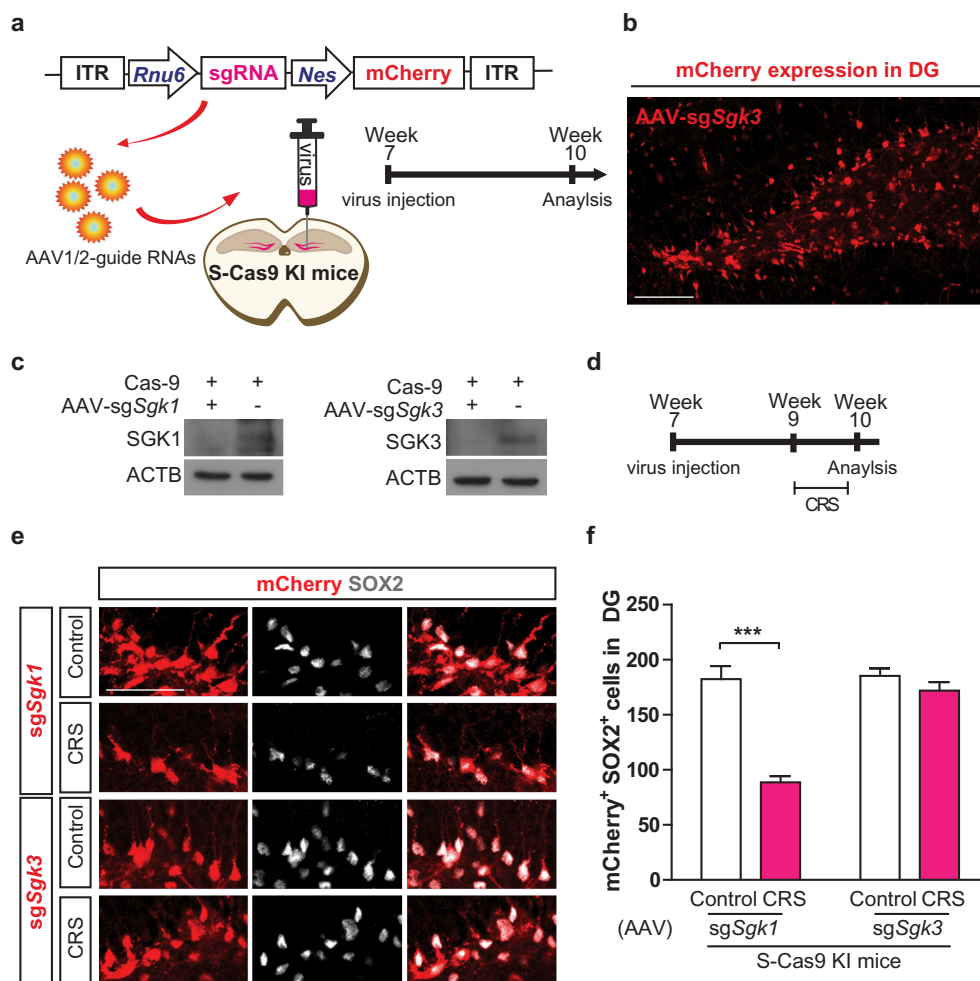 a
ITR Rnu6 sgRNA Nes mCherry ITR
virus
AAV1/2-guide RNAs
S-Cas9 KI mice
Week Week
7 10
virus injection Anaylsis
b
mCherry expression in DG
AAV-sgSgk3
c
Cas-9 + +
AAV-sgSgk1 + -
SGK1
ACTB
Cas-9 + +
AAV-sgSgk3 + -
SGK3
ACTB
d
Week Week Week
7 9 10
virus injection Anaylsis
CRS
e
mCherry SOX2
sgSgk1
Control
CRS
sgSgk3
Control
CRS
f
mCherry+ SOX2+ cells in DG
250
200
150
100
50
0
***
Control CRS Control CRS
(AAV) sgSgk1 sgSgk3
S-Cas9 KI mice